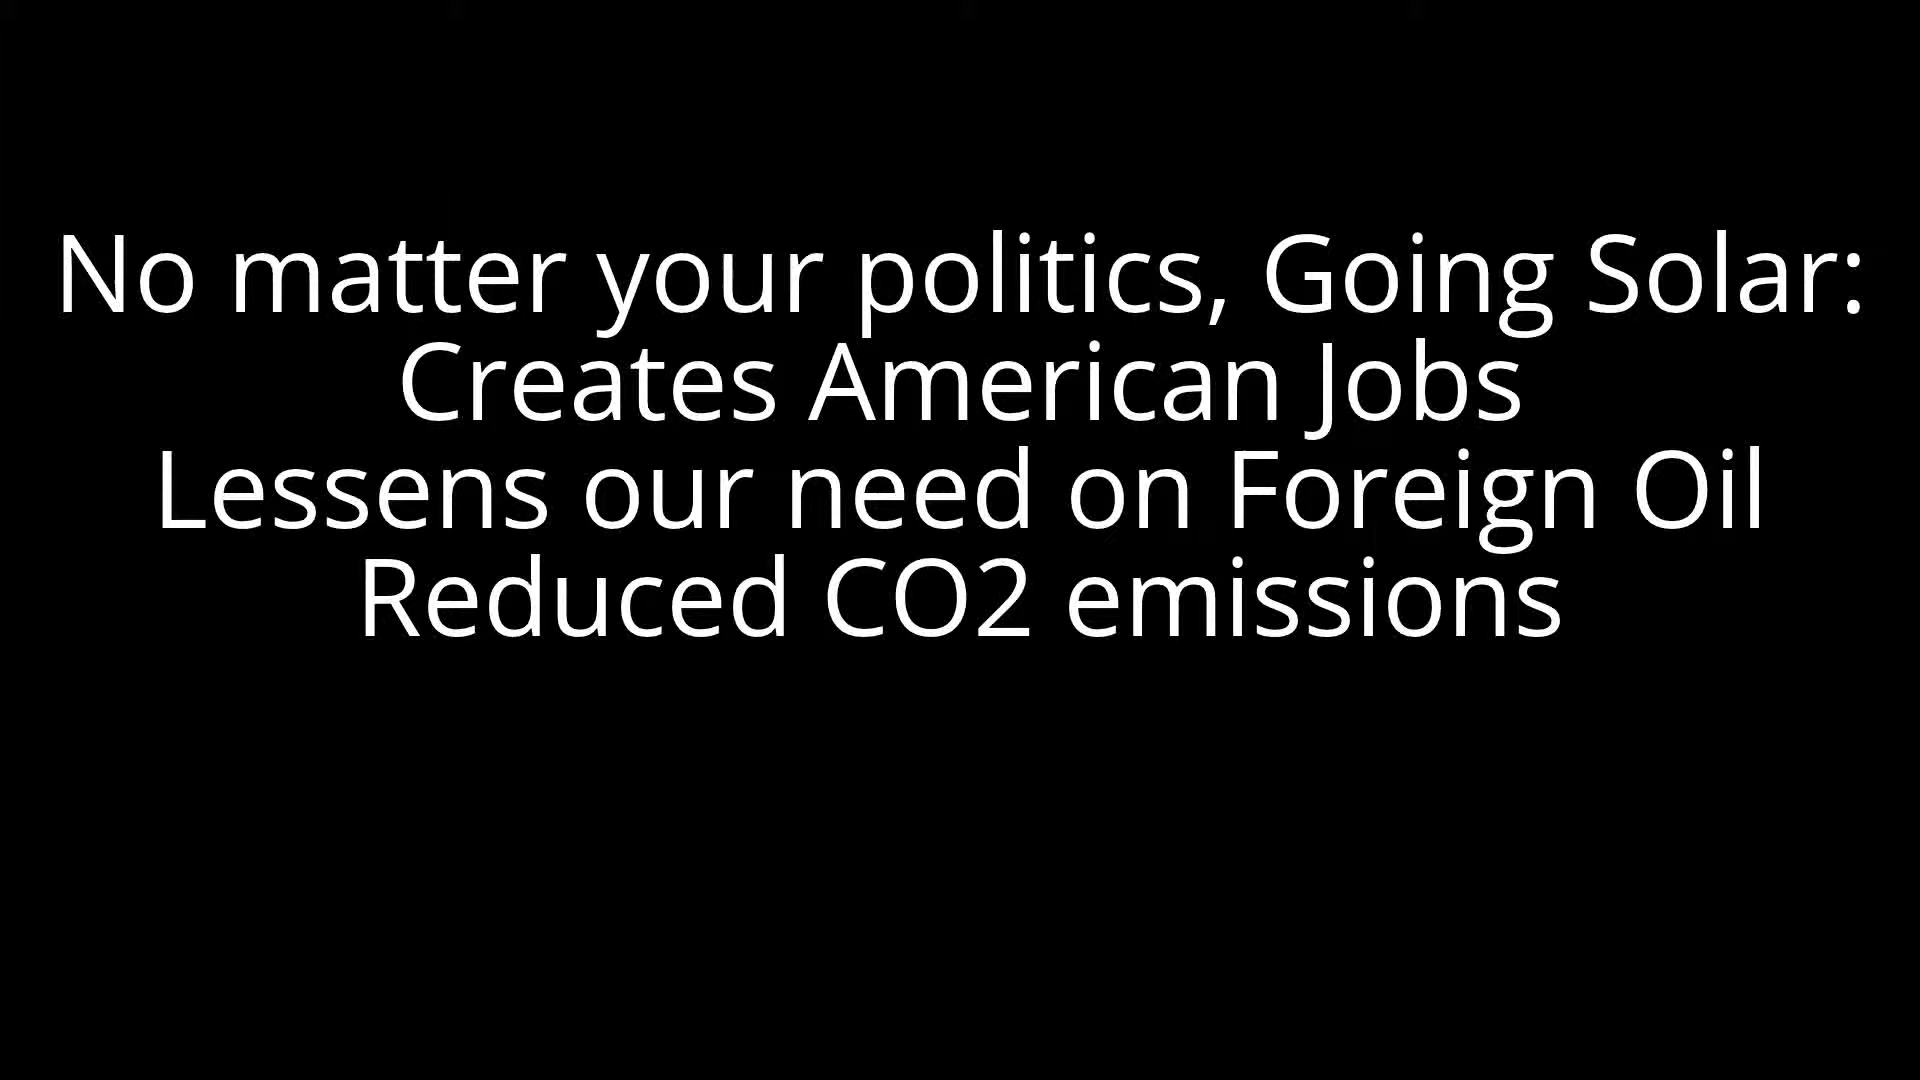 No matter your politics, Going Solar:
Creates American Jobs
Lessens our need on Foreign Oil
Reduced CO2 emissions